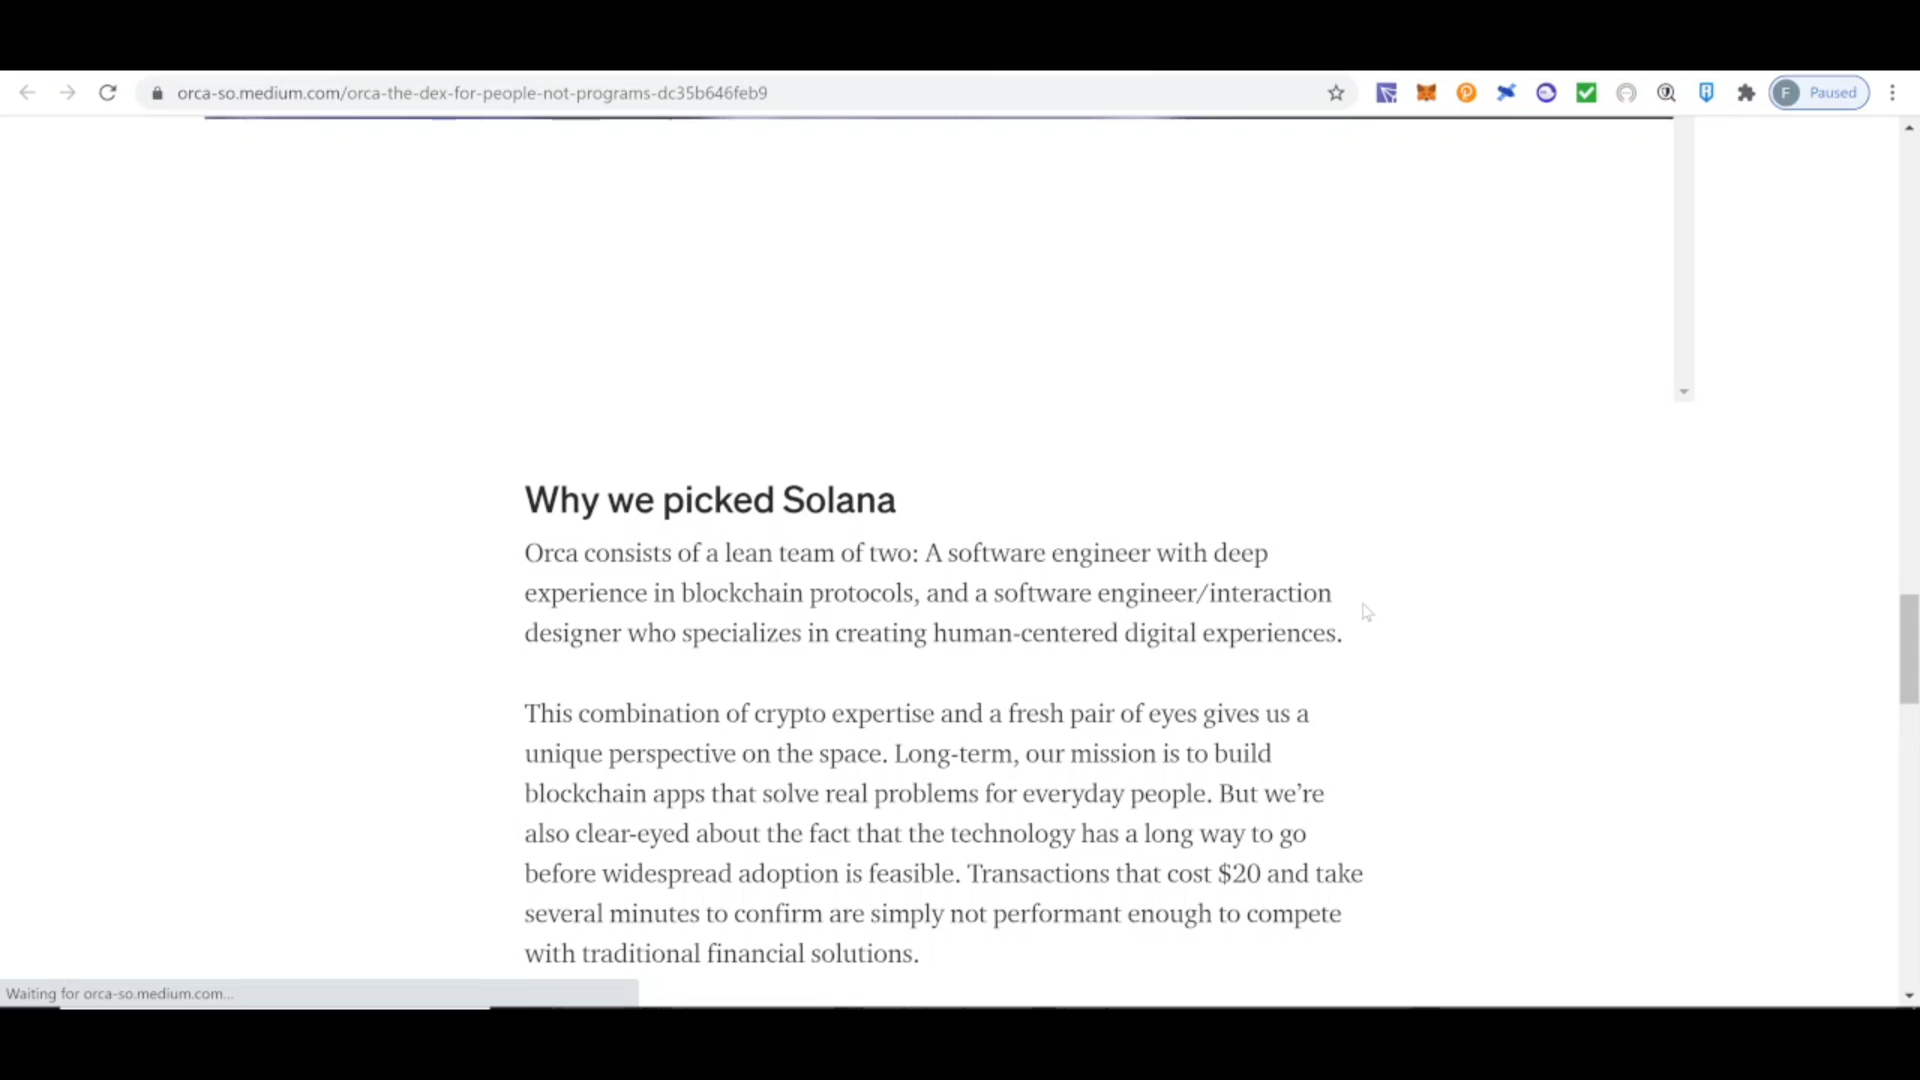 orca-so.medium.com/orca-the-dex-for-people-not-programs-dc35b646feb9
F Paused
Why we picked Solana
Orca consists of a lean team of two: A software engineer with deep
experience in blockchain protocols, and a software engineer/interaction
designer who specializes in creating human-centered digital experiences.
This combination of crypto expertise and a fresh pair of eyes gives us a
unique perspective on the space. Long-term, our mission is to build
blockchain apps that solve real problems for everyday people. But we’re
also clear-eyed about the fact that the technology has a long way to go
before widespread adoption is feasible. Transactions that cost $20 and take
several minutes to confirm are simply not performant enough to compete
with traditional financial solutions.
Waiting for orca-so.medium.com...